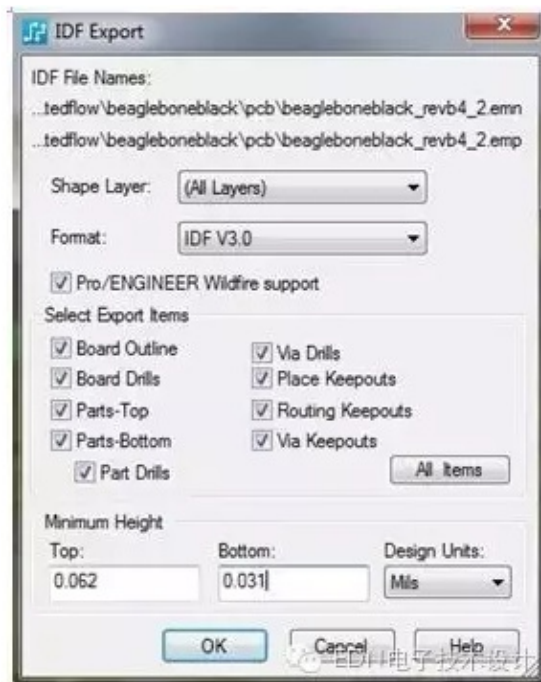 IDF Export
IDF File Names:
...tedflow\beagleboneblack\pcb\beagleboneblack_revb4_2.emn
...tedflow\beagleboneblack\pcb\beagleboneblack_revb4_2.emp
Shape Layer: (All Layers)
Format: IDF V3.0
Pro/ENGINEER Wildfire support
Select Export Items
Board Outline Via Drills
Board Drills Place Keepouts
Parts-Top Routing Keepouts
Parts-Bottom Via Keepouts
Part Drills All Items
Minimum Height
Top: Bottom: Design Units:
0.062 0.031 Mils
OK Cancel Help
电子技术设计